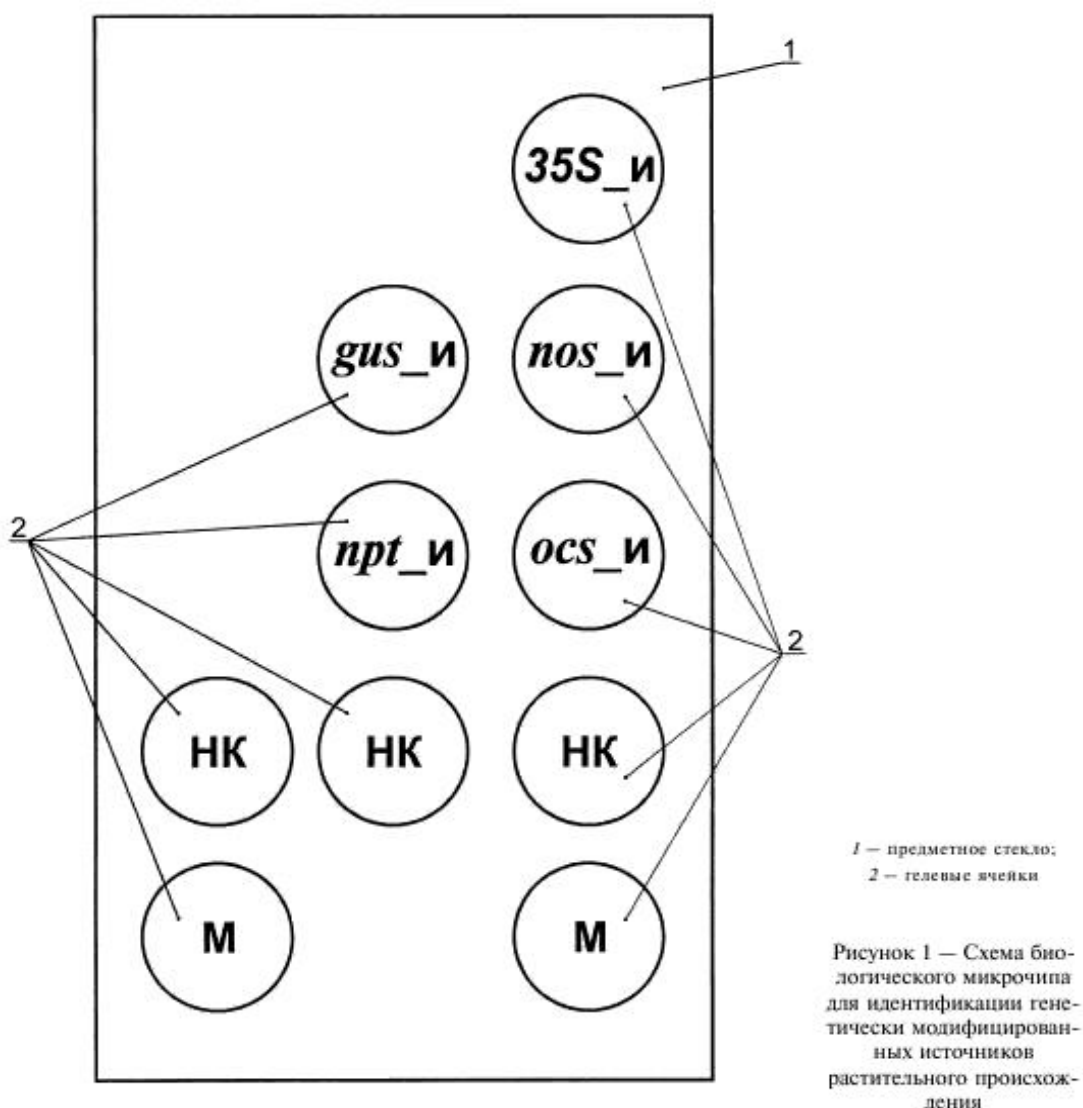 1
35S_и
gus_и nos_и
2
npt_и ocs_и
2
НК НК НК
1 — предметное стекло;
2 — гелевые ячейки
М М
Рисунок 1 — Схема био-
логического микрочипа
для идентификации гене-
тически модифицирован-
ных источников
растительного происхож-
дения